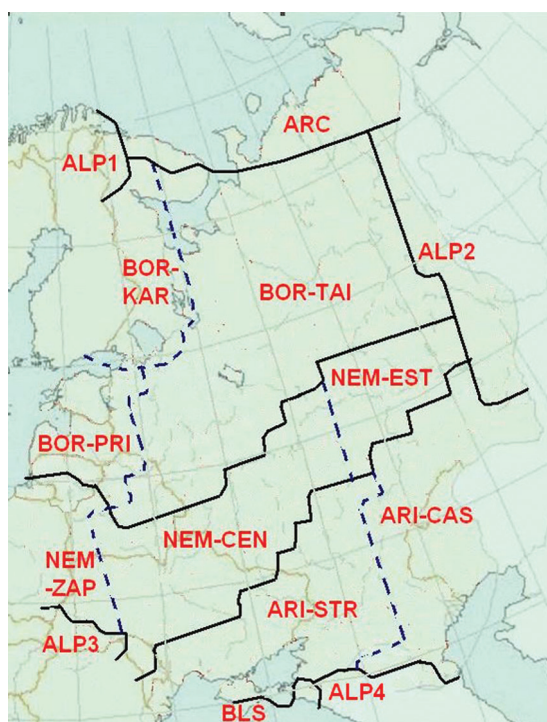 ARC
ALP1
ALP2
BOR-
KAR
BOR-TAI
NEM-EST
BOR-PRI
ARI-CAS
NEM-CEN
NEM
-ZAP
ARI-STR
ALP3
ALP4
BLS